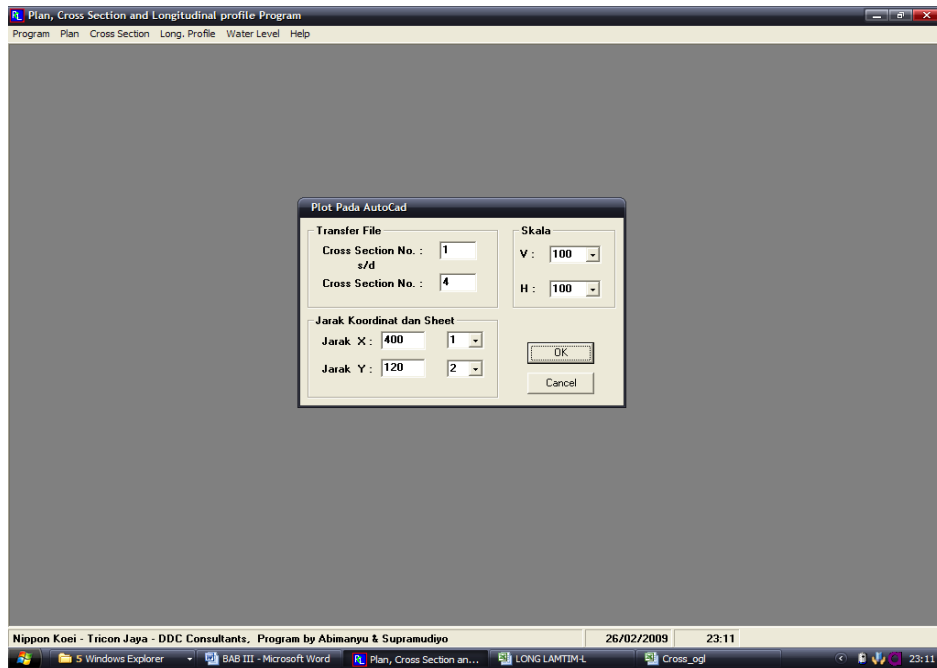 Plan, Cross Section and Longitudinal profile Program
Program Plan Cross Section Long. Profile Water Level Help
Plot Pada AutoCad
Transfer File
Cross Section No. : 1
s/d
Cross Section No. : 4
Skala
V : 100
H : 100
Jarak Koordinat dan Sheet
Jarak X : 400 1
Jarak Y : 120 2
OK
Cancel
Nippon Koei - Tricon Jaya - DDC Consultants, Program by Abimanyu & Supramudiyo 26/02/2009 23:11
5 Windows Explorer BAB III - Microsoft Word Plan, Cross Section an... LONG LAMTIM-L Cross_ogl 23:11